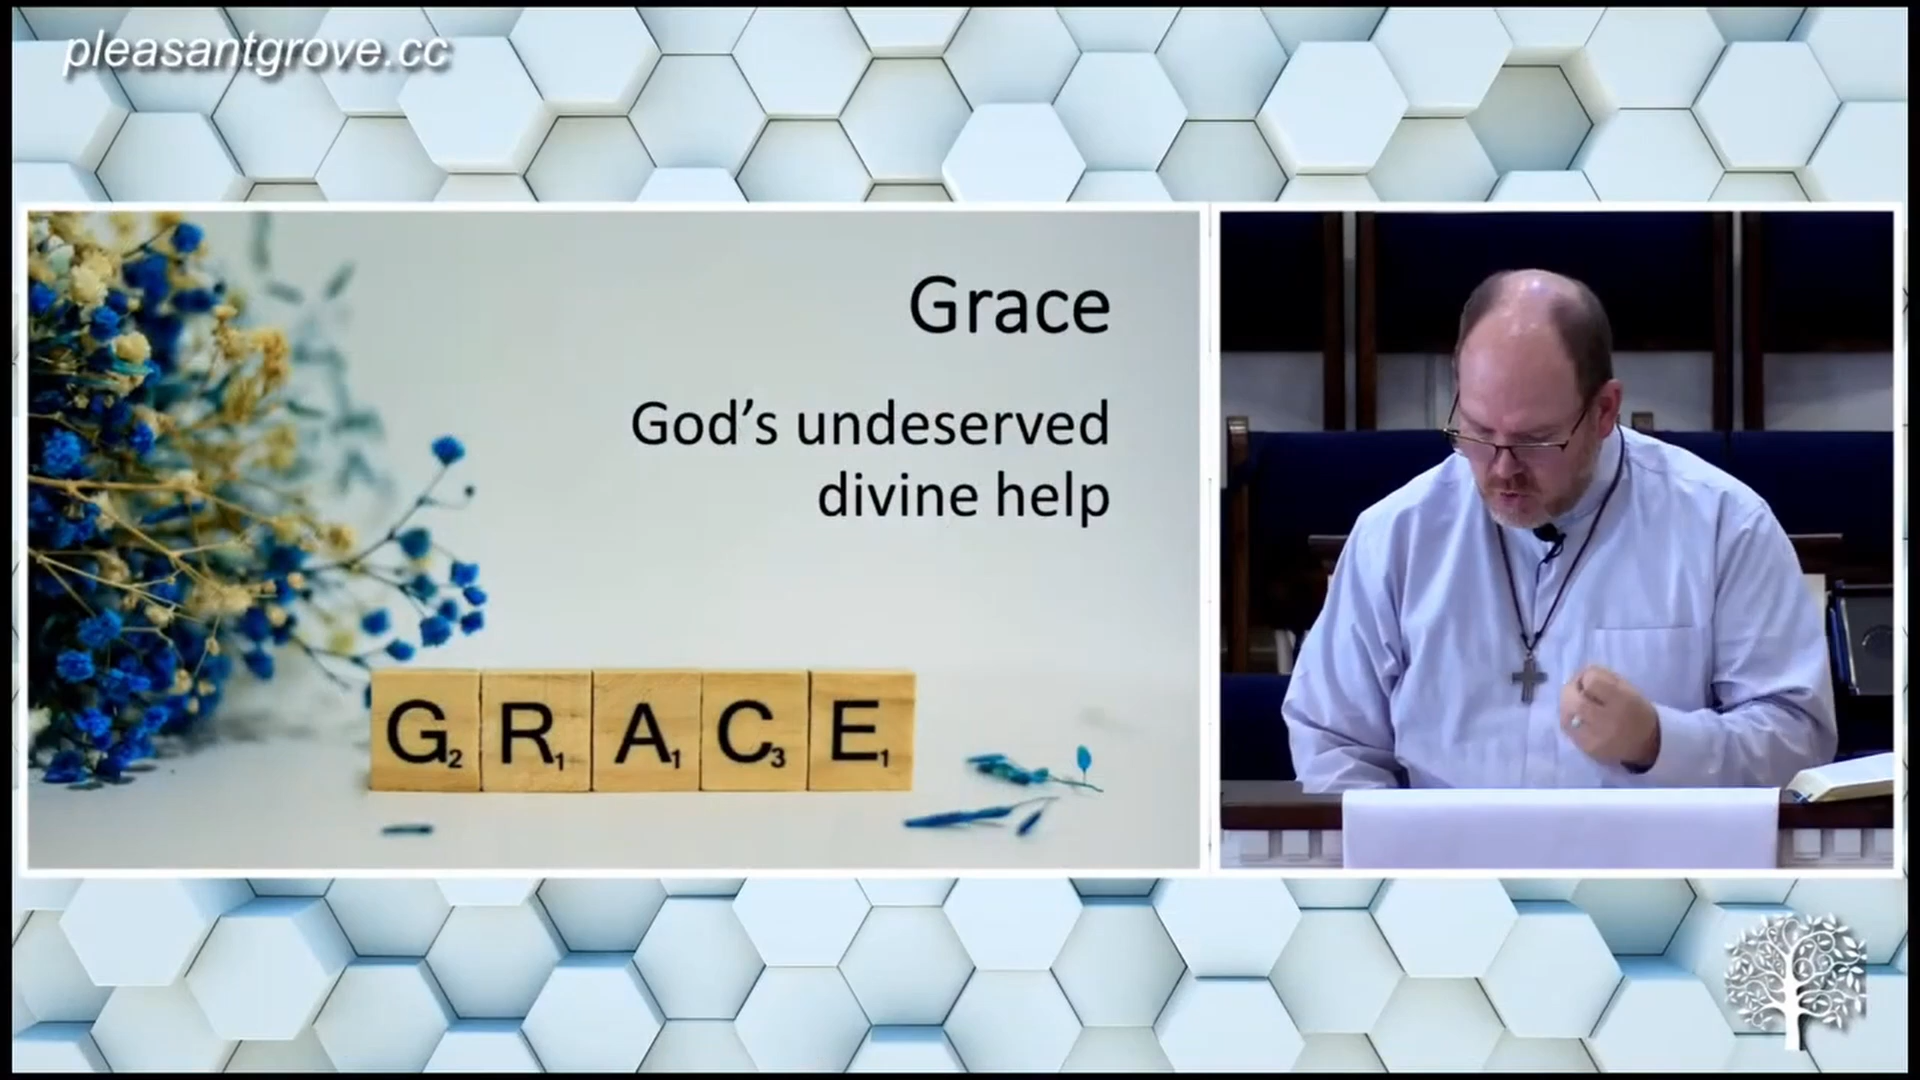 pleasantgrove.cc
Grace
God's undeserved
divine help
G2 R1 A1 C3 E1